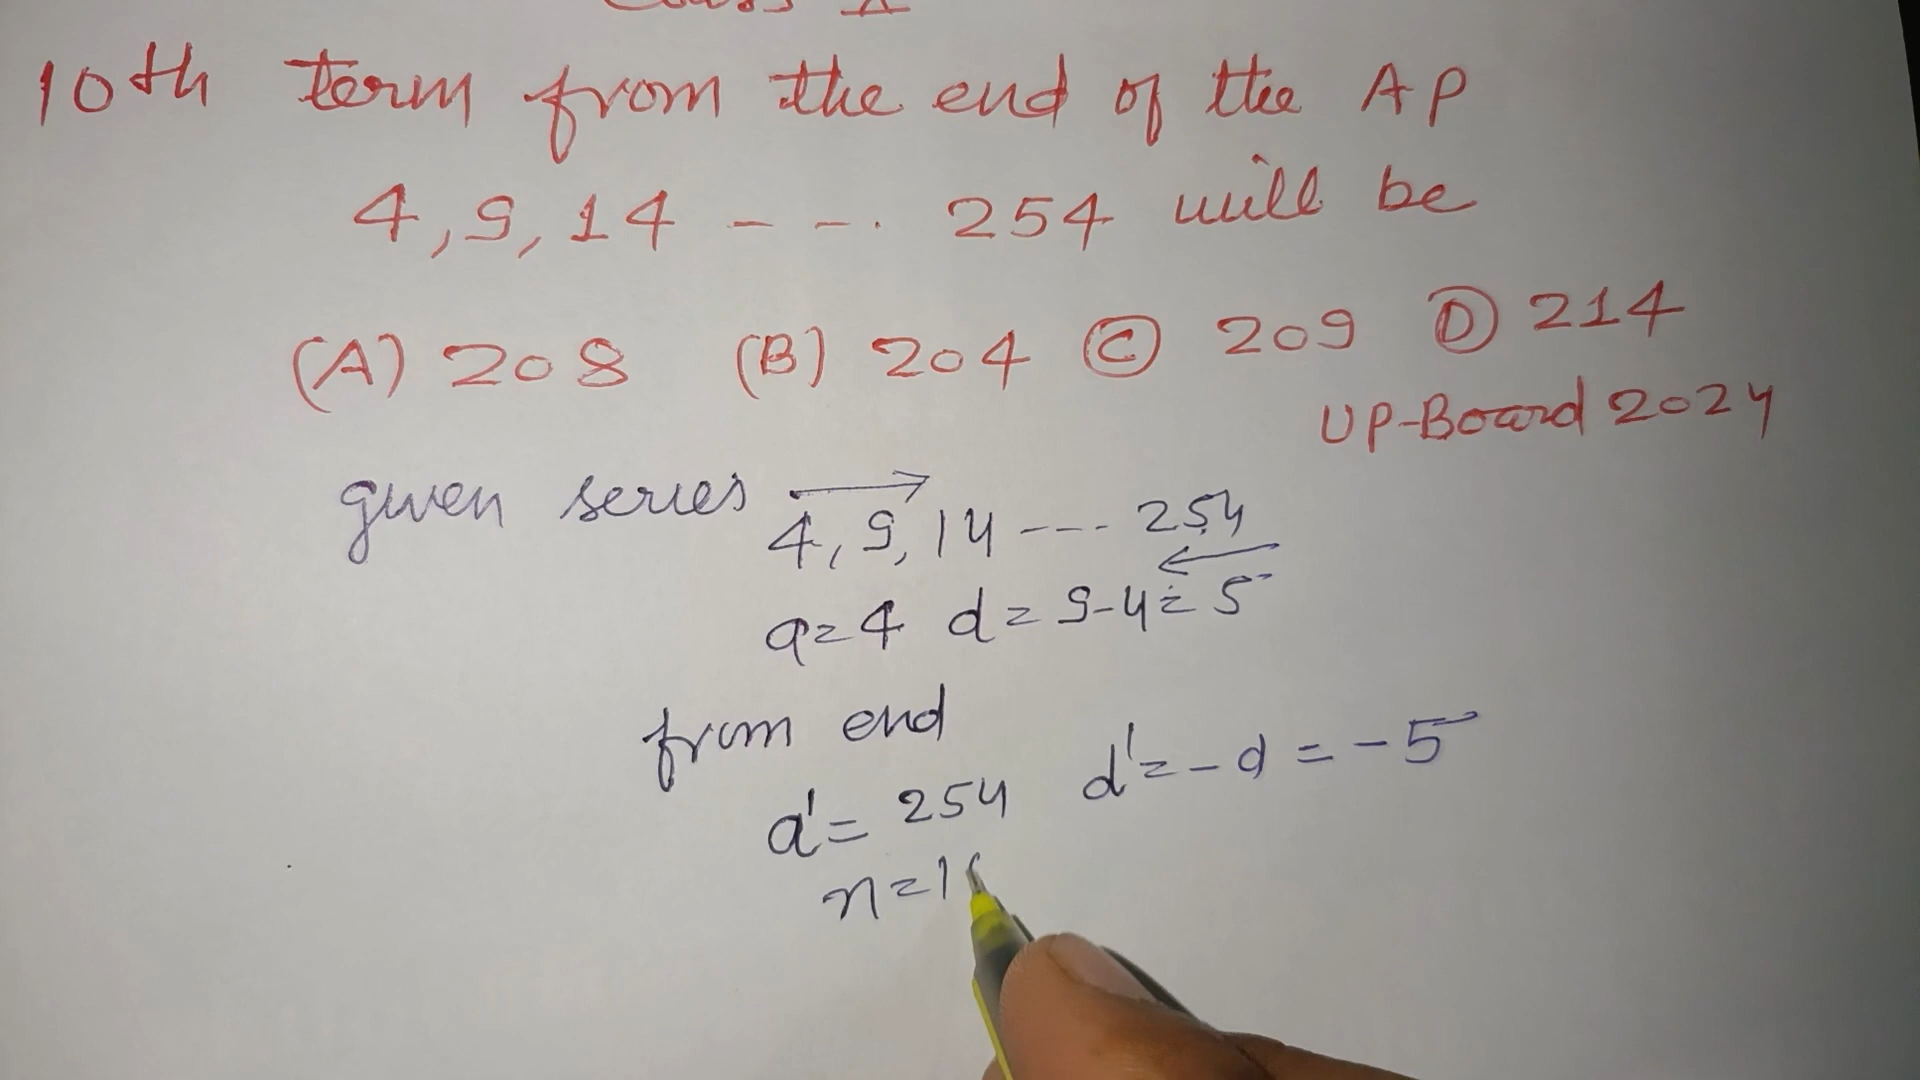 10th term from the end of the AP
4, 9, 14 - - . 254 will be
(A) 208 (B) 204 (C) 209 (D) 214
UP-Board 2024
given series 4, 9, 14 ---- 254
a=4 d=9-4=5
from end
a'=254 d'=-d=-5
n=1